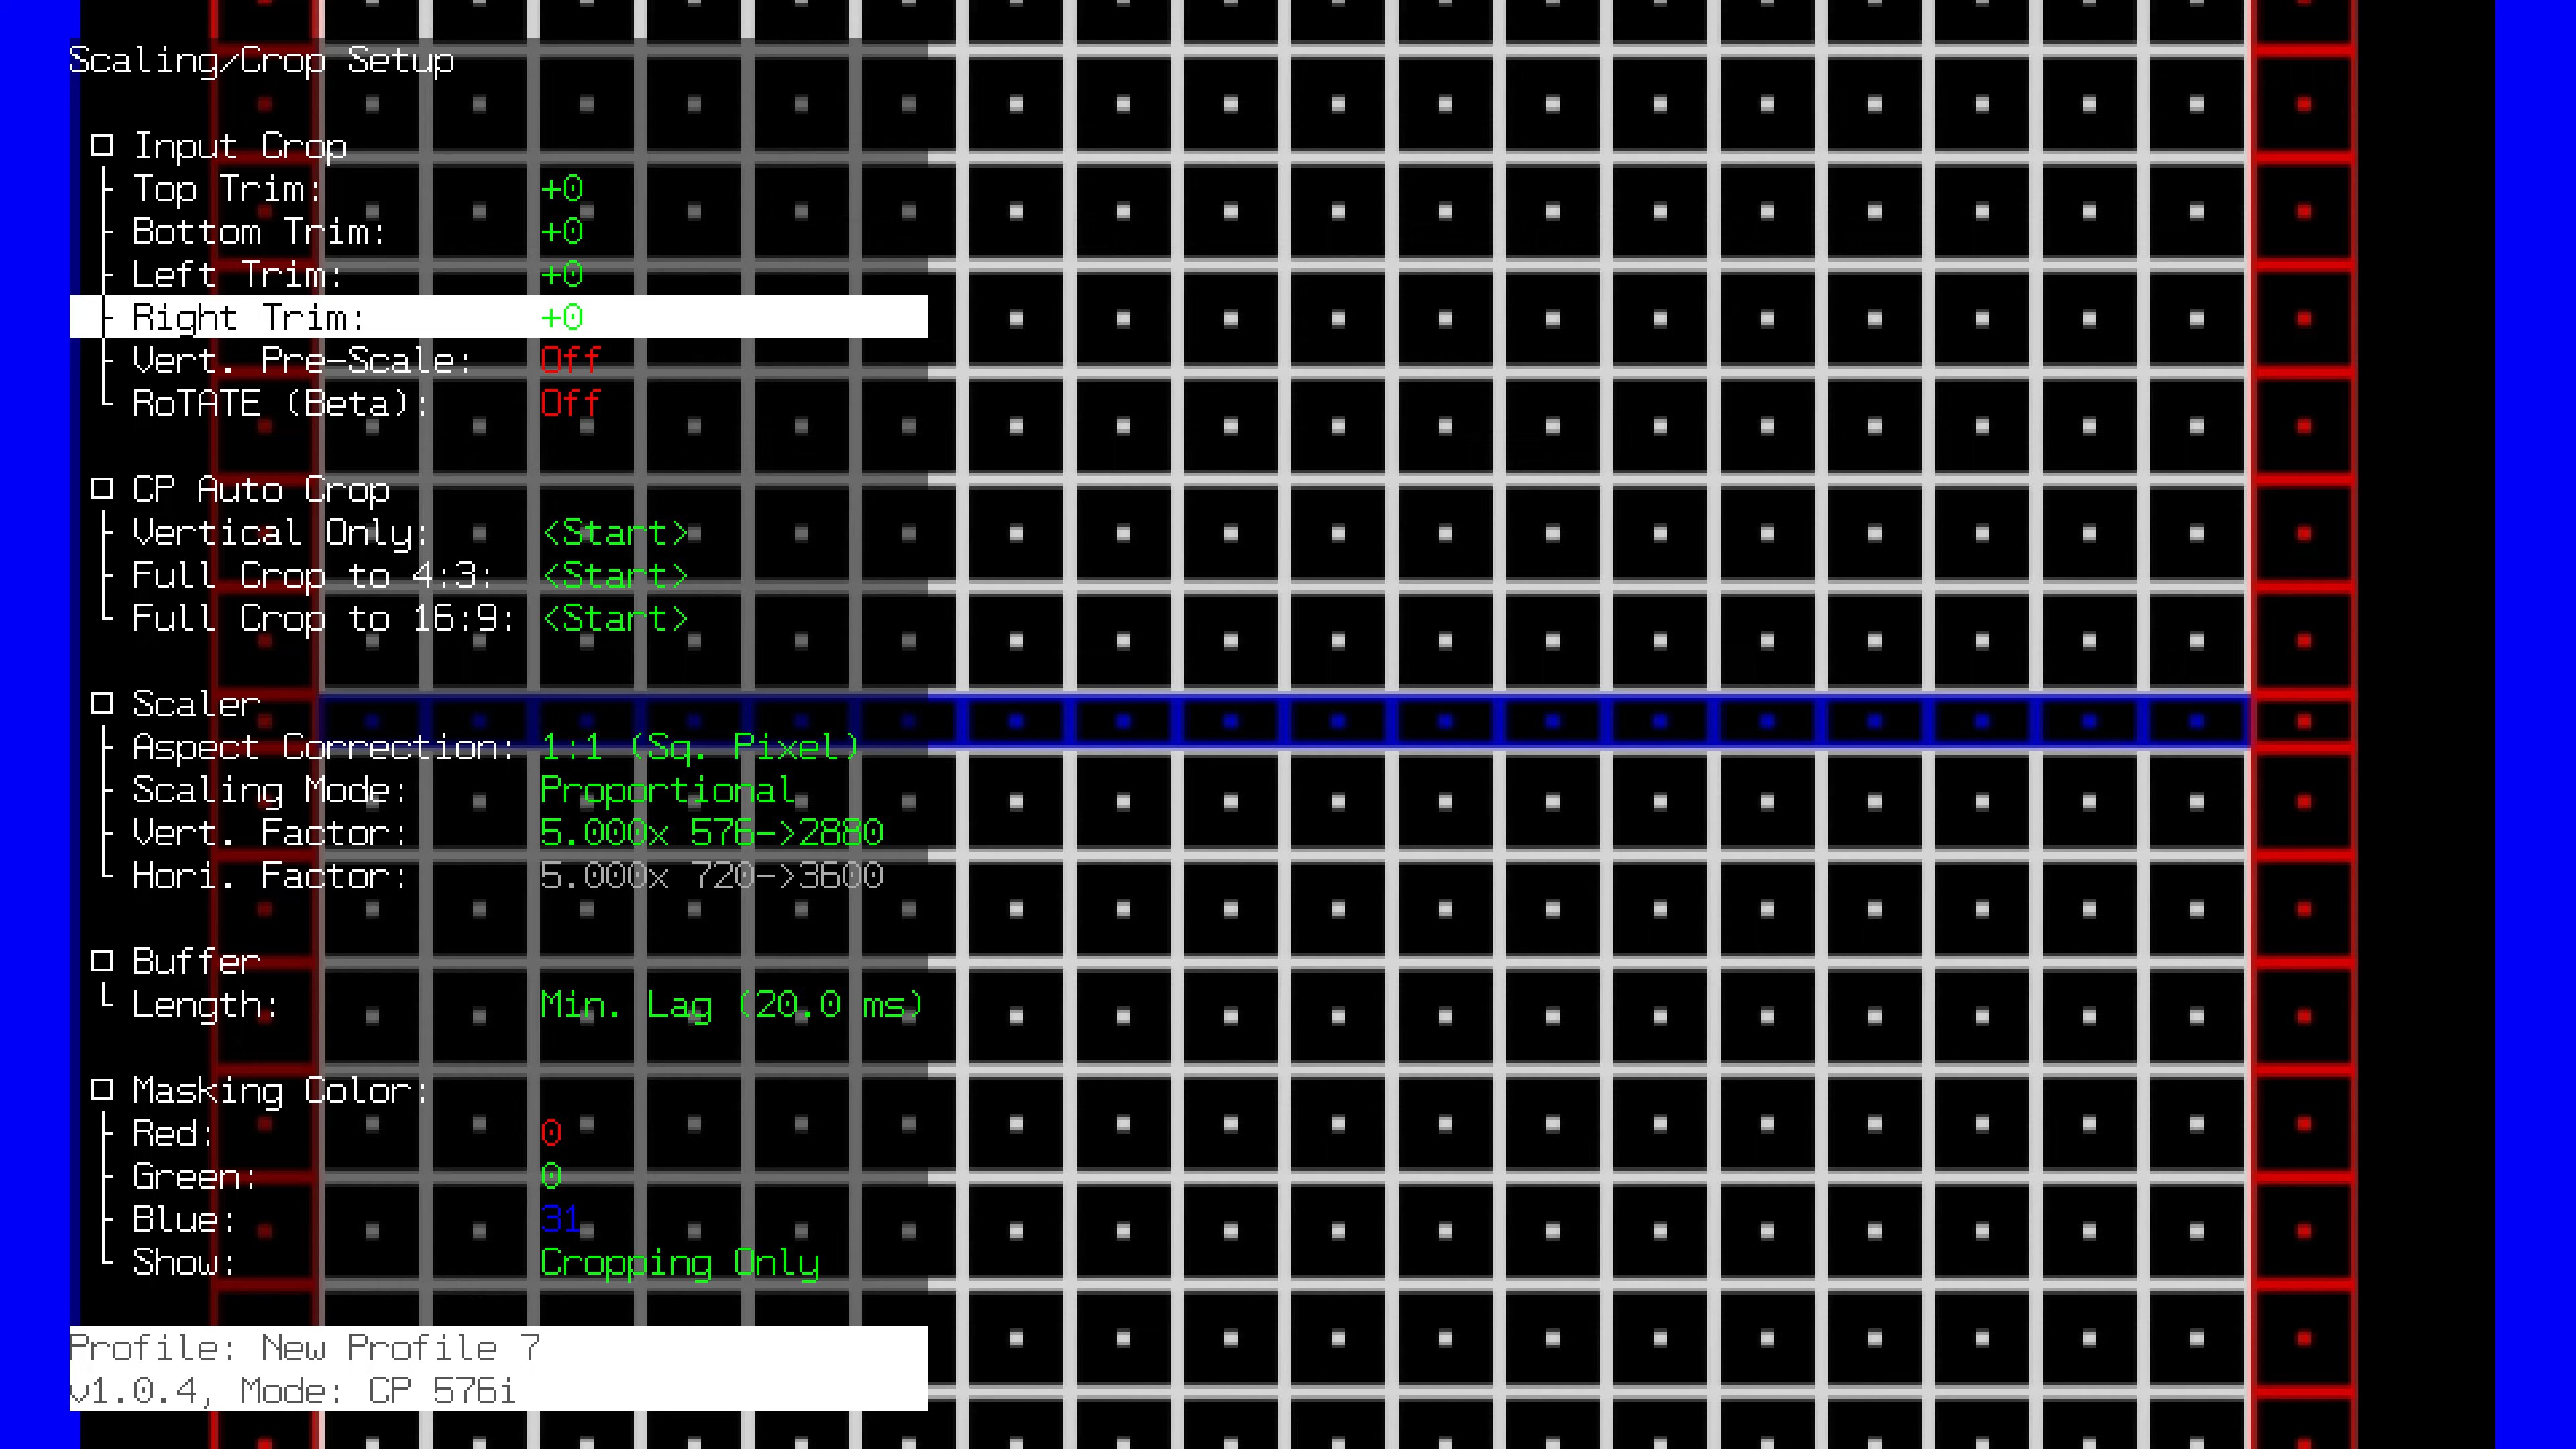 Scaling/Crop Setup
Input Crop
Top Trim: +0
Bottom Trim: +0
Left Trim: +0
Right Trim: +0
Vert. Pre-Scale: Off
RoTATE (Beta): Off
CP Auto Crop
Vertical Only: <Start>
Full Crop to 4:3: <Start>
Full Crop to 16:9: <Start>
Scaler
Aspect Correction: 1:1 (Sq. Pixel)
Scaling Mode: Proportional
Vert. Factor: 5.000x 576->2880
Hori. Factor: 5.000x 720->3600
Buffer
Length: Min. Lag (20.0 ms)
Masking Color:
Red: 0
Green: 0
Blue: 31
Show: Cropping Only
Profile: New Profile 7
v1.0.4, Mode: CP 576i